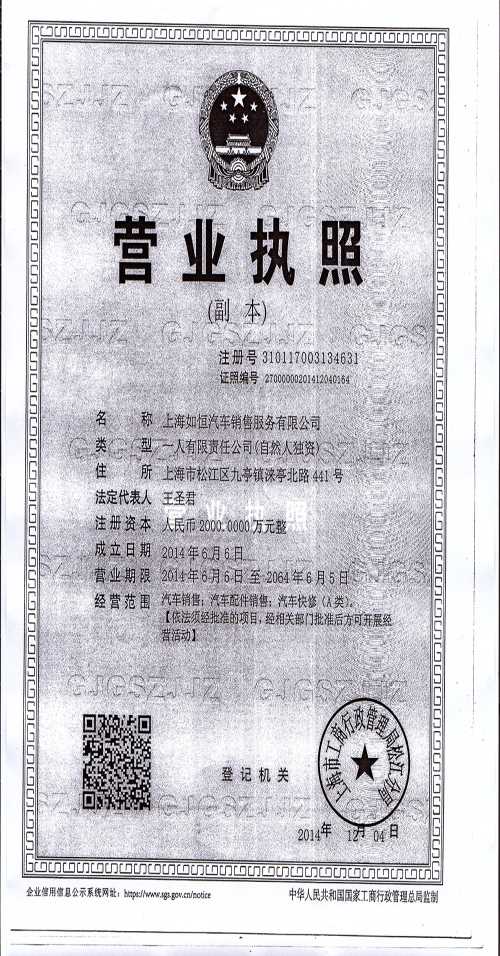 营业执照
(副 本)
注册号 310117003134631
证照编号 27000000201412040164
名 称 上海如恒汽车销售服务有限公司
类 型 一人有限责任公司(自然人独资)
住 所 上海市松江区九亭镇涞亭北路441号
法定代表人 王圣君
注册资本 人民币2000.0000万元整
成立日期 2014年6月6日
营业期限 2014年6月6日 至 2064年6月5日
经营范围 汽车销售；汽车配件销售；汽车快修（A类）。
【依法须经批准的项目，经相关部门批准后方可开展经
营活动】
登记机关
上海市工商行政管理局松江分局
2014年 12月 04日
企业信用信息公示系统网址：https://www.sgs.gov.cn/notice
中华人民共和国国家工商行政管理总局监制